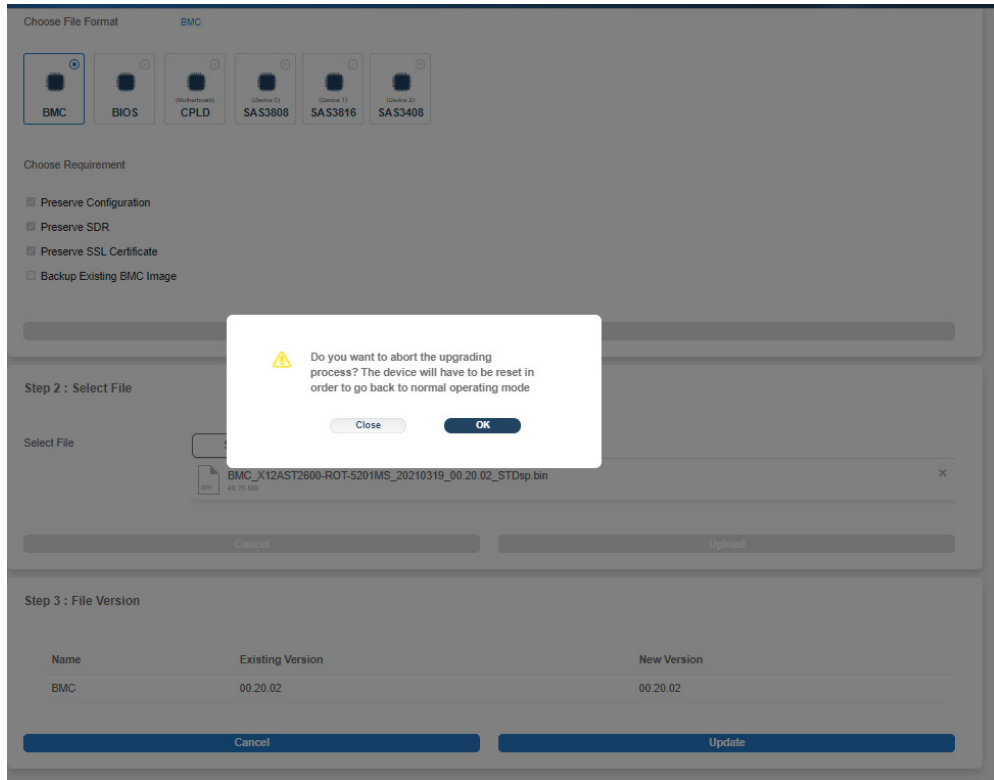 Choose File Format
BMC
BMC
BIOS
(Motherboard)
CPLD
(Device 0)
SAS3808
(Device 1)
SAS3816
(Device 2)
SAS3408
Choose Requirement
Preserve Configuration
Preserve SDR
Preserve SSL Certificate
Backup Existing BMC Image
Do you want to abort the upgrading
process? The device will have to be reset in
order to go back to normal operating mode
Close
OK
Step 2 : Select File
Select File
BMC_X12AST2600-ROT-5201MS_20210319_00.20.02_STDsp.bin
Cancel
Upload
Step 3 : File Version
Name
Existing Version
New Version
BMC
00.20.02
00.20.02
Cancel
Update